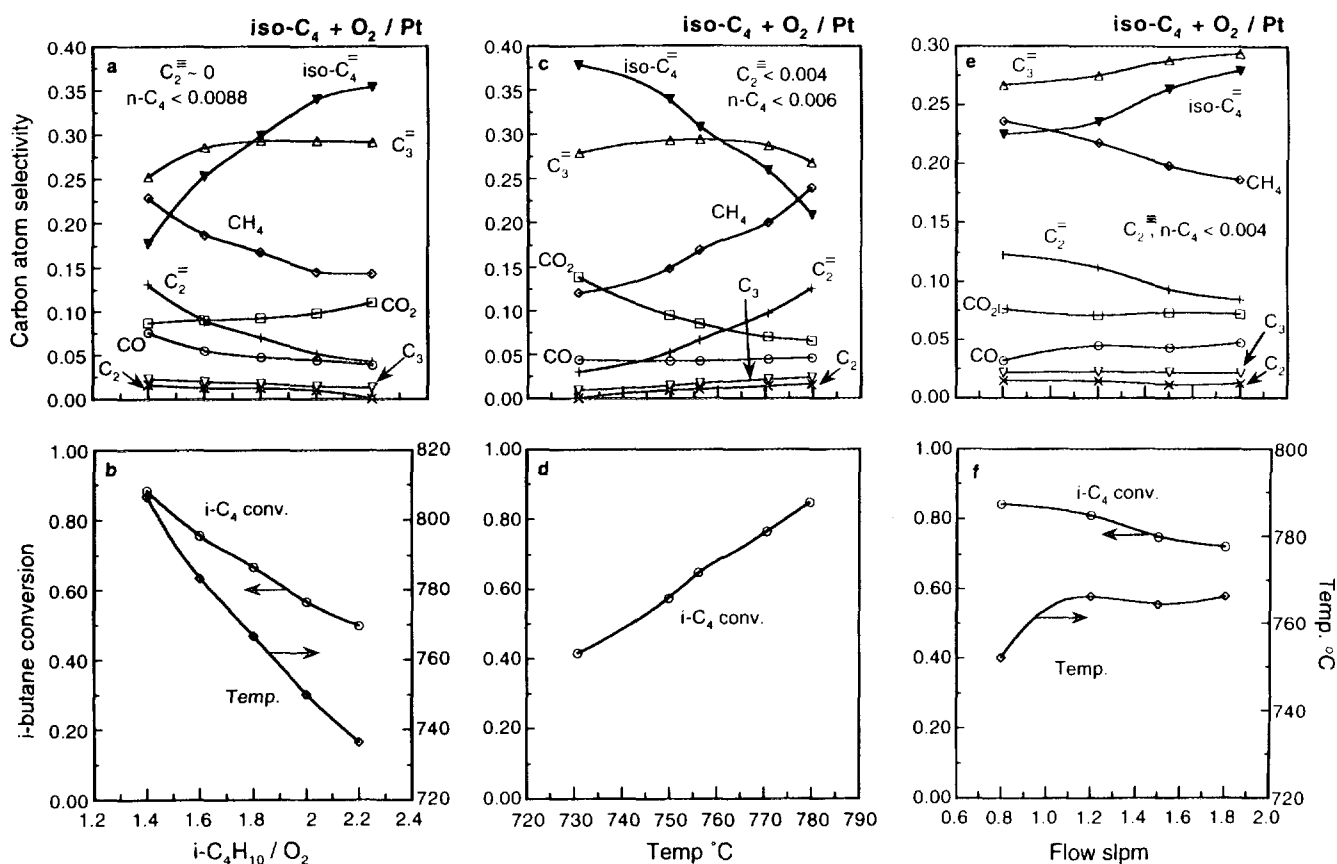 iso-C₄ + O₂ / Pt
a
C₂≡ ~ 0
n-C₄ < 0.0088
iso-C₄=
C₃=
CH₄
C₂=
CO₂
CO
C₂
C₃
0.40
0.35
0.30
0.25
0.20
0.15
0.10
0.05
0.00
Carbon atom selectivity
iso-C₄ + O₂ / Pt
c
iso-C₄=
C₂≡ < 0.004
n-C₄ < 0.006
C₃=
CH₄
CO₂
C₃
C₂=
CO
C₂
0.40
0.35
0.30
0.25
0.20
0.15
0.10
0.05
0.00
iso-C₄ + O₂ / Pt
e
C₃=
iso-C₄=
CH₄
C₂=
C₂≡, n-C₄ < 0.004
CO₂
CO
C₃
C₂
0.30
0.25
0.20
0.15
0.10
0.05
0.00
b
i-C₄ conv.
Temp.
1.00
0.80
0.60
0.40
0.20
0.00
820
800
780
760
740
720
i-butane conversion
1.2 1.4 1.6 1.8 2 2.2 2.4
i-C₄H₁₀ / O₂
d
i-C₄ conv.
1.0
0.8
0.6
0.4
0.2
0.0
720 730 740 750 760 770 780 790
Temp °C
f
i-C₄ conv.
Temp.
1.00
0.80
0.60
0.40
0.20
0.00
800
780
760
740
720
Temp. °C
0.6 0.8 1.0 1.2 1.4 1.6 1.8 2.0
Flow slpm